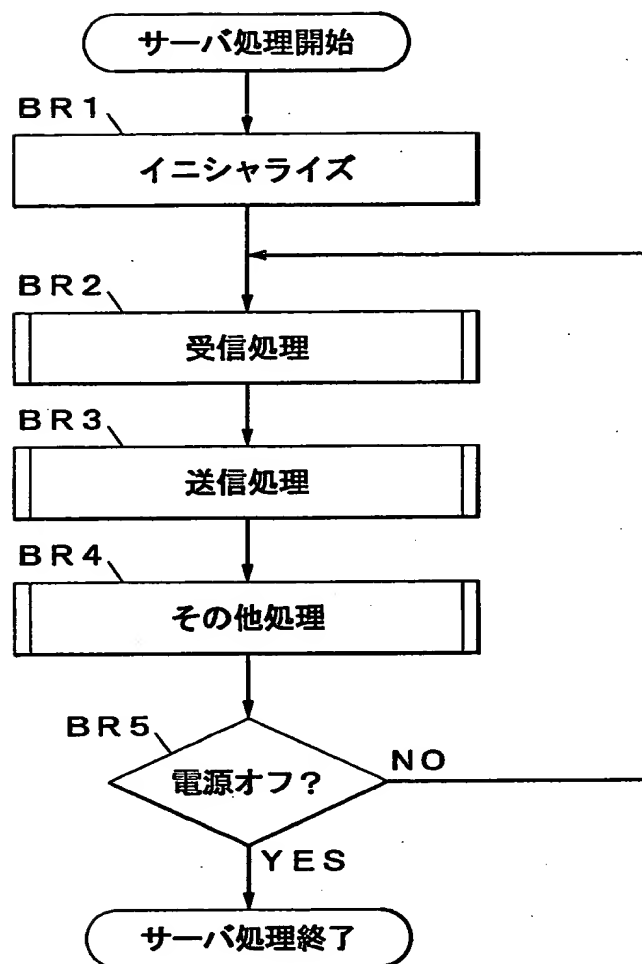 サーバ処理開始
BR1
イニシャライズ
BR2
受信処理
BR3
送信処理
BR4
その他処理
BR5
電源オフ？
NO
YES
サーバ処理終了